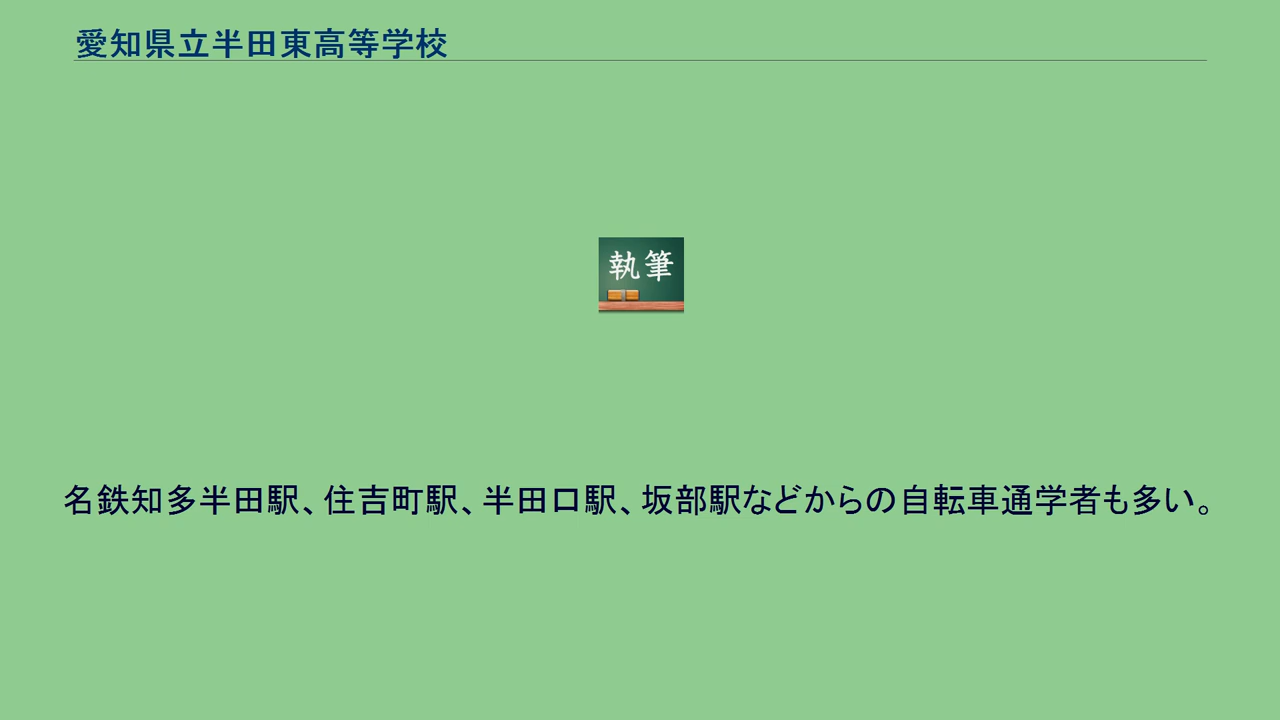 愛知県立半田東高等学校
執筆
名鉄知多半田駅、住吉町駅、半田口駅、坂部駅などからの自転車通学者も多い。